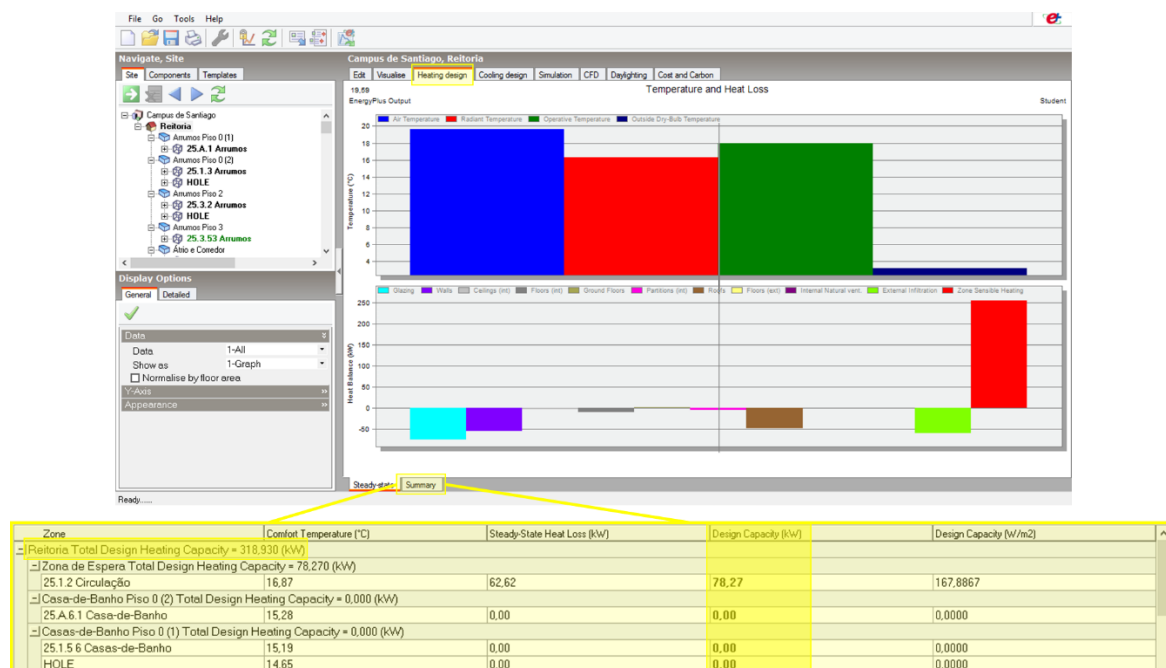 File Go Tools Help
Navigate, Site
Campus de Santiago, Reitoria
Site Components Templates
Edit Visualise Heating design Cooling design Simulation CFD Daylighting Cost and Carbon
19,59
Temperature and Heat Loss
EnergyPlus Output
Student
Campus de Santiago
Reitoria
Arrumos Piso 0 (1)
25.A.1 Arrumos
Arrumos Piso 0 (2)
25.1.3 Arrumos
HOLE
Arrumos Piso 2
25.3.2 Arrumos
HOLE
Arrumos Piso 3
25.3.53 Arrumos
Átrio e Corredor
Air Temperature Radiant Temperature Operative Temperature Outside Dry-Bulb Temperature
20
18
16
14
12
10
8
6
4
Temperature (°C)
Display Options
General Detailed
Data
Data 1-All
Show as 1-Graph
Normalise by floor area
Y-Axis
Appearance
Glazing Walls Ceilings (int) Floors (int) Ground Floors Partitions (int) Roofs Floors (ext) Internal Natural vent. External Infiltration Zone Sensible Heating
250
200
150
100
50
0
-50
Heat Balance (kW)
Steady-state Summary
Ready.....
Zone Comfort Temperature (°C) Steady-State Heat Loss (kW) Design Capacity (kW) Design Capacity (W/m2)
Reitoria Total Design Heating Capacity = 318,930 (kW)
Zona de Espera Total Design Heating Capacity = 78,270 (kW)
25.1.2 Circulação 16,87 62,62 78,27 167,8867
Casa-de-Banho Piso 0 (2) Total Design Heating Capacity = 0,000 (kW)
25.A.6.1 Casa-de-Banho 15,28 0,00 0,00 0,0000
Casas-de-Banho Piso 0 (1) Total Design Heating Capacity = 0,000 (kW)
25.1.5 6 Casas-de-Banho 15,19 0,00 0,00 0,0000
HOLE 14,65 0,00 0,00 0,0000